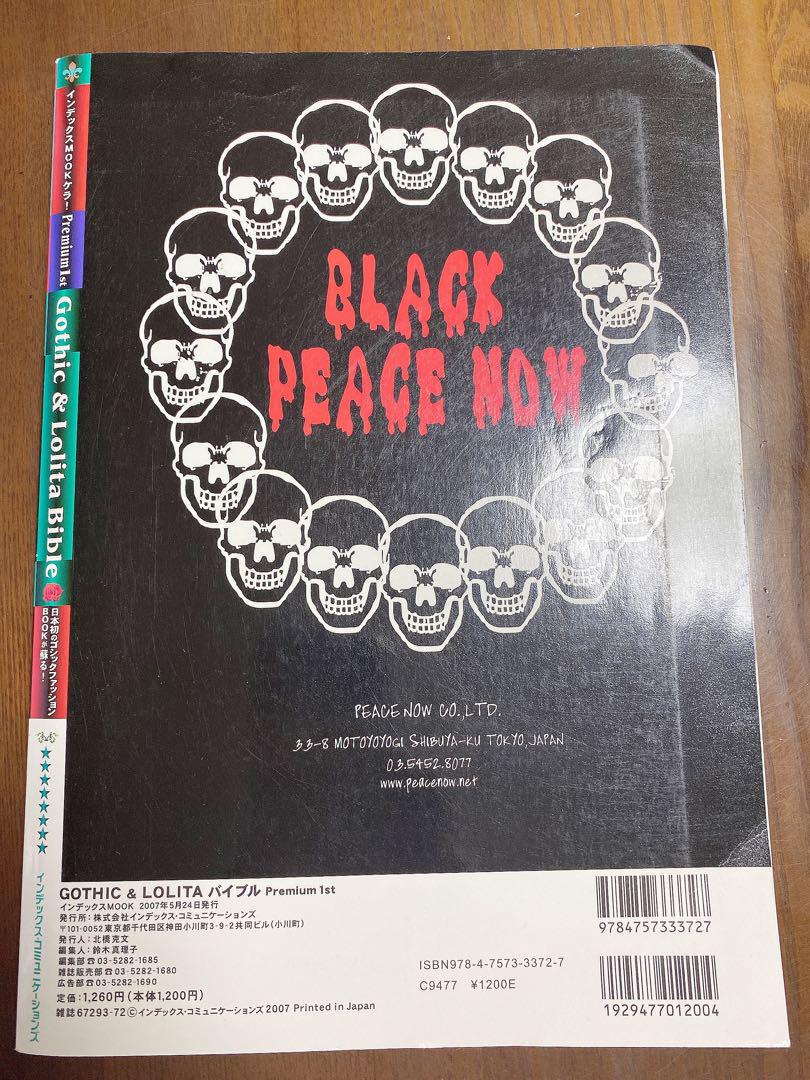 インデックスMOOKケラ! Premium1st
Gothic & Lolita Bible
日本初のゴシックファッション
BOOKが蘇る!
★★★★★★★★
インデックス・コミュニケーションズ
BLACK
PEACE NOW
PEACE NOW CO.,LTD.
33-8 MOTOYOYOGI SHIBUYA-KU TOKYO,JAPAN
03.5452.8077
www.peacenow.net
GOTHIC & LOLITA バイブル Premium 1st
インデックスMOOK 2007年5月24日発行
発行所:株式会社インデックス・コミュニケーションズ
〒101-0052東京都千代田区神田小川町3-9-2共同ビル(小川町)
発行人:北橋克文
編集人:鈴木真理子
編集部☎03-5282-1685
雑誌販売部☎03-5282-1680
広告部☎03-5282-1690
定価:1,260円(本体1,200円)
雑誌 67293-72 ©インデックス・コミュニケーションズ 2007 Printed in Japan
ISBN978-4-7573-3372-7
C9477 ¥1200E
9784757333727
1929477012004